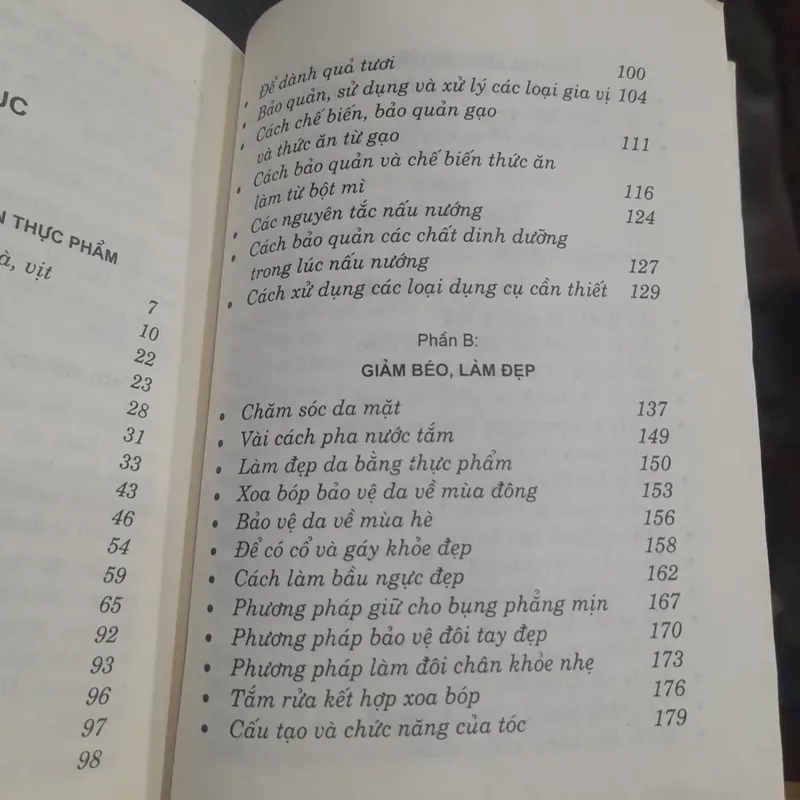 ỤC
N THỰC PHẨM
à, vịt
7
10
22
23
28
31
33
43
46
54
59
65
92
93
96
97
98
• Để dành quả tươi 100
• Bảo quản, sử dụng và xử lý các loại gia vị 104
• Cách chế biến, bảo quản gạo
và thức ăn từ gạo 111
• Cách bảo quản và chế biến thức ăn
làm từ bột mì 116
• Các nguyên tắc nấu nướng 124
• Cách bảo quản các chất dinh dưỡng
trong lúc nấu nướng 127
• Cách xử dụng các loại dụng cụ cần thiết 129
Phần B:
GIẢM BÉO, LÀM ĐẸP
• Chăm sóc da mặt 137
• Vài cách pha nước tắm 149
• Làm đẹp da bằng thực phẩm 150
• Xoa bóp bảo vệ da về mùa đông 153
• Bảo vệ da về mùa hè 156
• Để có cổ và gáy khỏe đẹp 158
• Cách làm bầu ngực đẹp 162
• Phương pháp giữ cho bụng phẳng mịn 167
• Phương pháp bảo vệ đôi tay đẹp 170
• Phương pháp làm đôi chân khỏe nhẹ 173
• Tắm rửa kết hợp xoa bóp 176
• Cấu tạo và chức năng của tóc 179